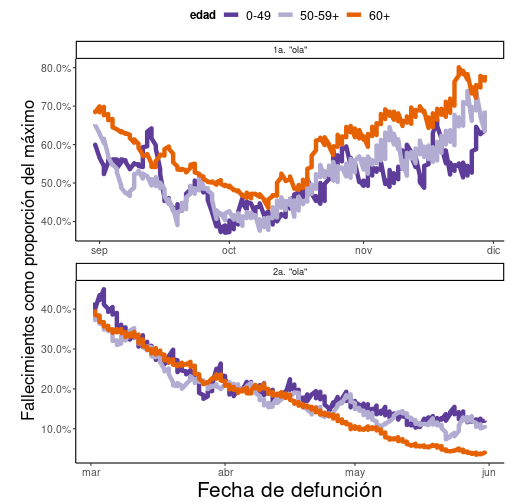 edad 0-49 50-59+ 60+
1a. "ola"
80.0%
70.0%
60.0%
50.0%
40.0%
sep oct nov dic
2a. "ola"
40.0%
30.0%
20.0%
10.0%
mar abr may jun
Fallecimientos como proporción del máximo
Fecha de defunción